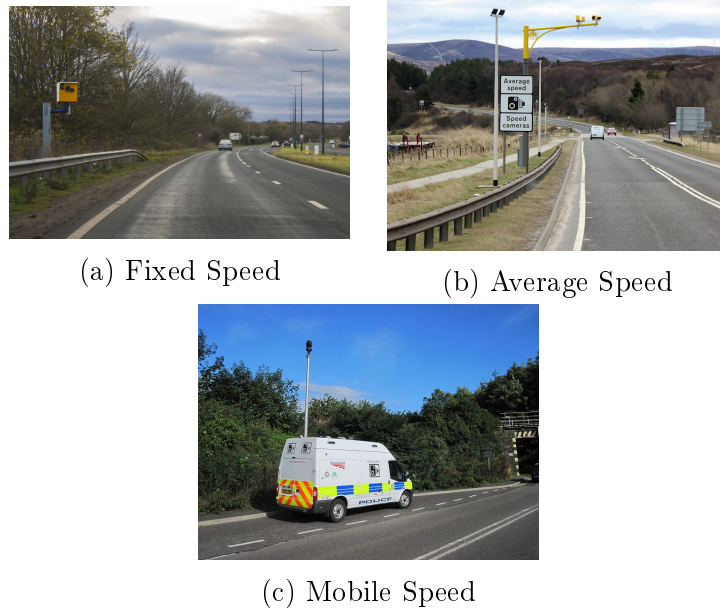 Average
speed
Speed
cameras
(a) Fixed Speed
(b) Average Speed
POLICE
(c) Mobile Speed